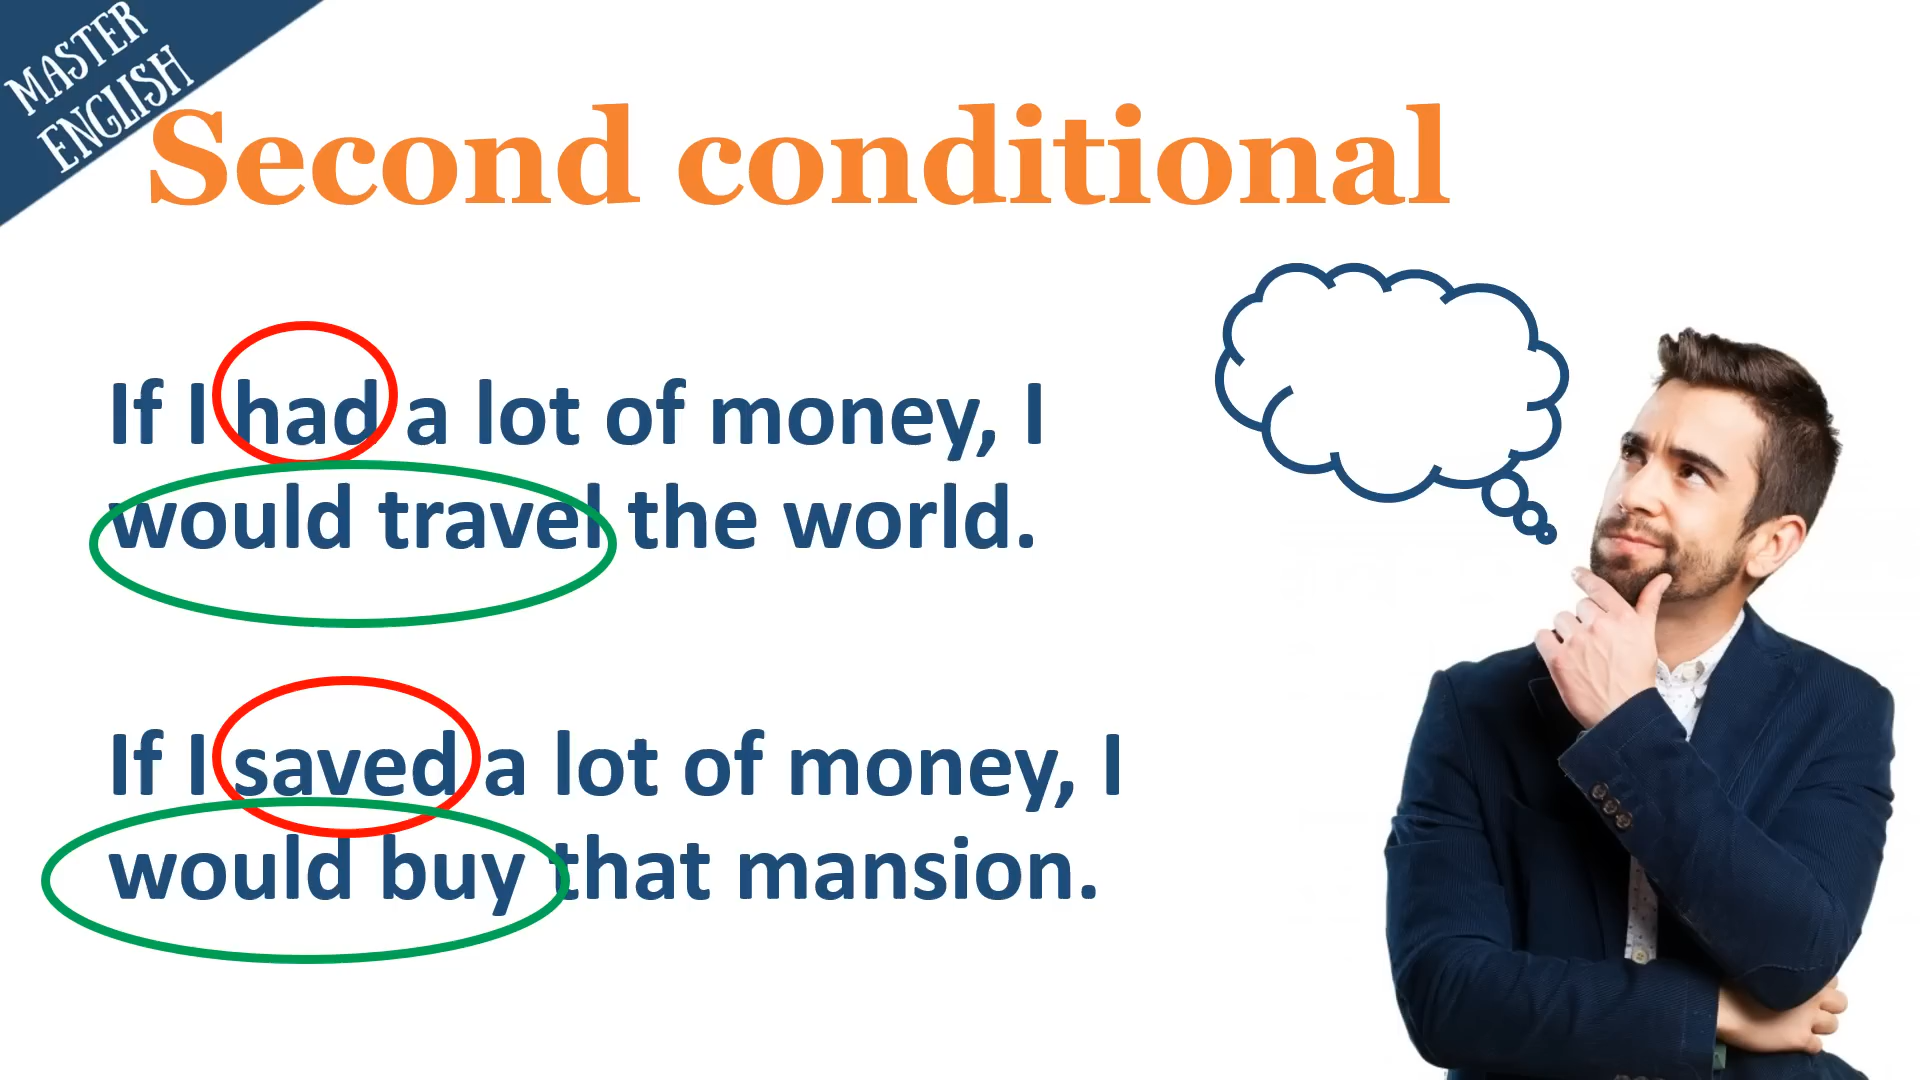 MASTER
ENGLISH
Second conditional
If I had a lot of money, I
would travel the world.
If I saved a lot of money, I
would buy that mansion.